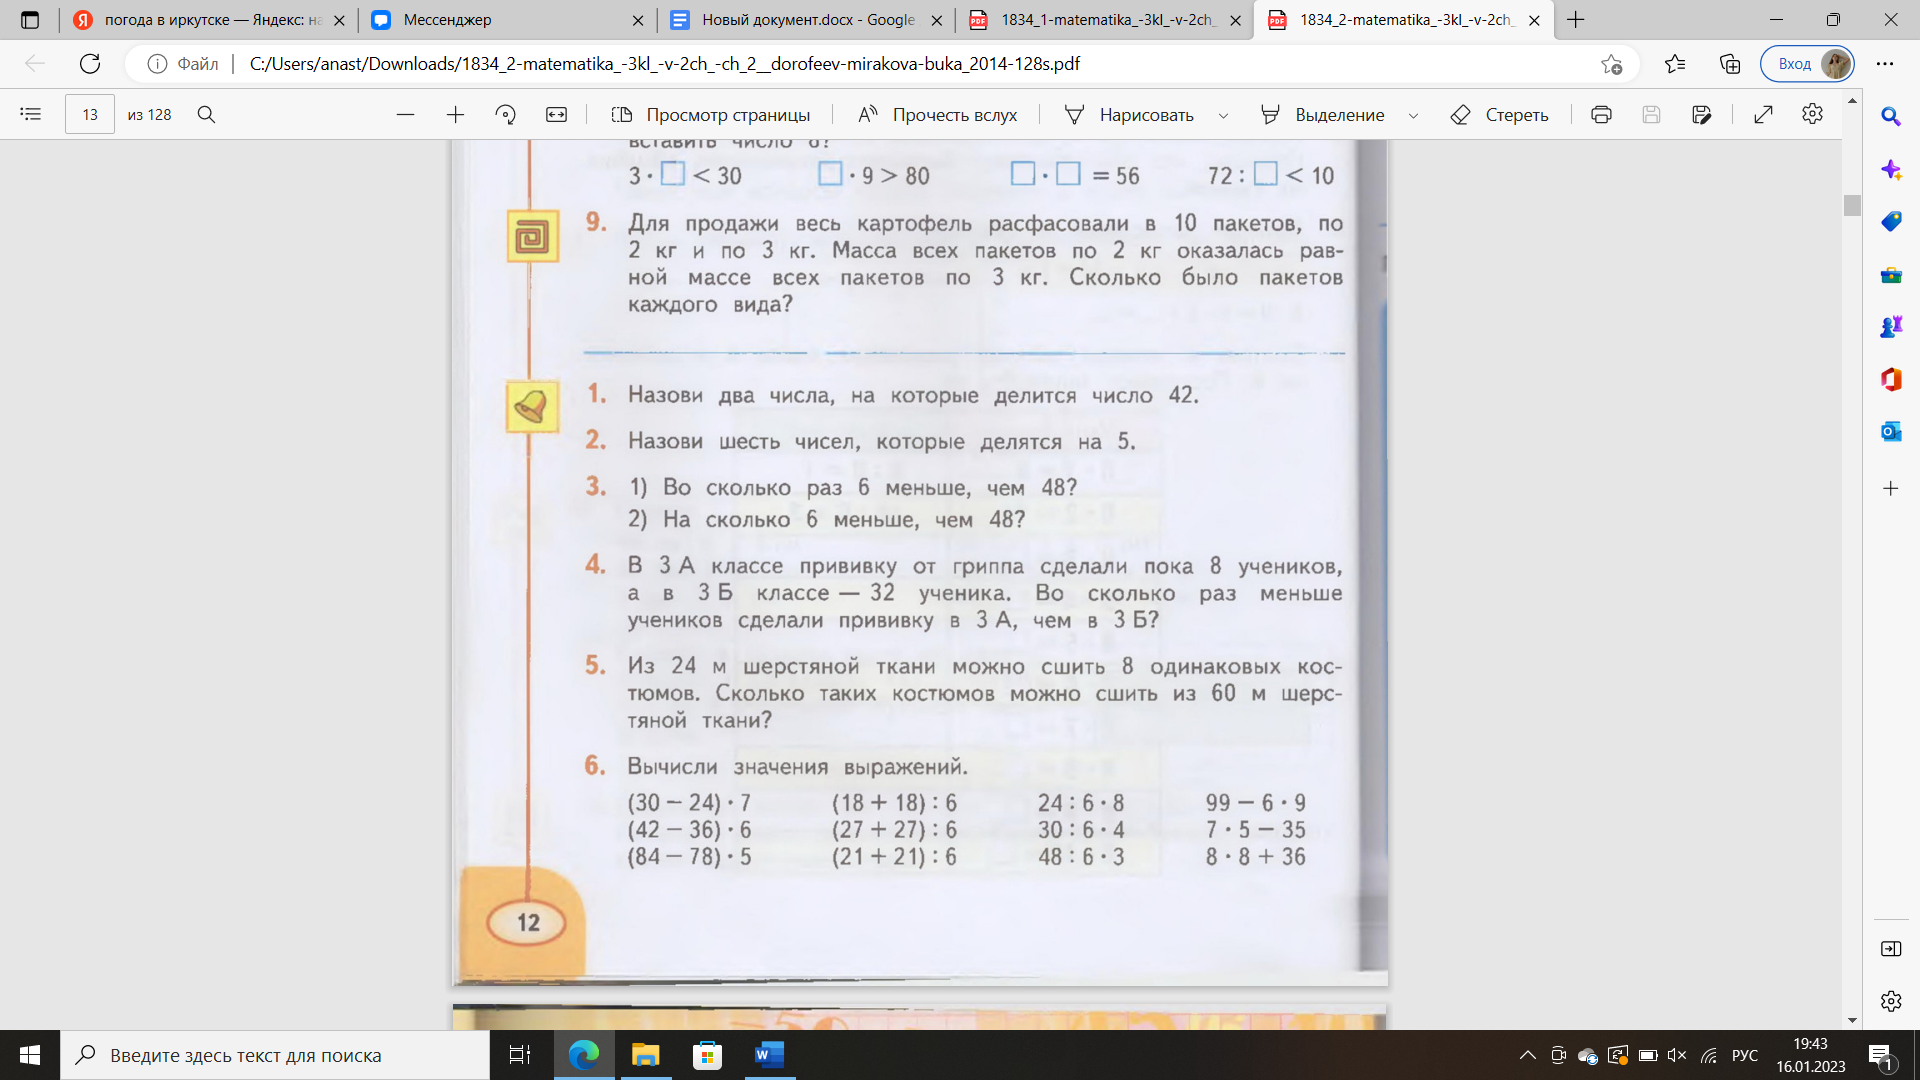 погода в иркутске — Яндекс: на
Мессенджер
Новый документ.docx - Google
1834_1-matematika_-3kl_-v-2ch_
1834_2-matematika_-3kl_-v-2ch_
Файл
C:/Users/anast/Downloads/1834_2-matematika_-3kl_-v-2ch_-ch_2__dorofeev-mirakova-buka_2014-128s.pdf
Вход
13 из 128
Просмотр страницы
Прочесть вслух
Нарисовать
Выделение
Стереть
вставить число 8?
3 · □ < 30 □ · 9 > 80 □ · □ = 56 72 : □ < 10
9. Для продажи весь картофель расфасовали в 10 пакетов, по
2 кг и по 3 кг. Масса всех пакетов по 2 кг оказалась рав-
ной массе всех пакетов по 3 кг. Сколько было пакетов
каждого вида?
1. Назови два числа, на которые делится число 42.
2. Назови шесть чисел, которые делятся на 5.
3. 1) Во сколько раз 6 меньше, чем 48?
2) На сколько 6 меньше, чем 48?
4. В 3 А классе прививку от гриппа сделали пока 8 учеников,
а в 3 Б классе — 32 ученика. Во сколько раз меньше
учеников сделали прививку в 3 А, чем в 3 Б?
5. Из 24 м шерстяной ткани можно сшить 8 одинаковых кос-
тюмов. Сколько таких костюмов можно сшить из 60 м шерс-
тяной ткани?
6. Вычисли значения выражений.
(30 − 24) · 7 (18 + 18) : 6 24 : 6 · 8 99 − 6 · 9
(42 − 36) · 6 (27 + 27) : 6 30 : 6 · 4 7 · 5 − 35
(84 − 78) · 5 (21 + 21) : 6 48 : 6 · 3 8 · 8 + 36
12
Введите здесь текст для поиска
РУС
19:43
16.01.2023
1